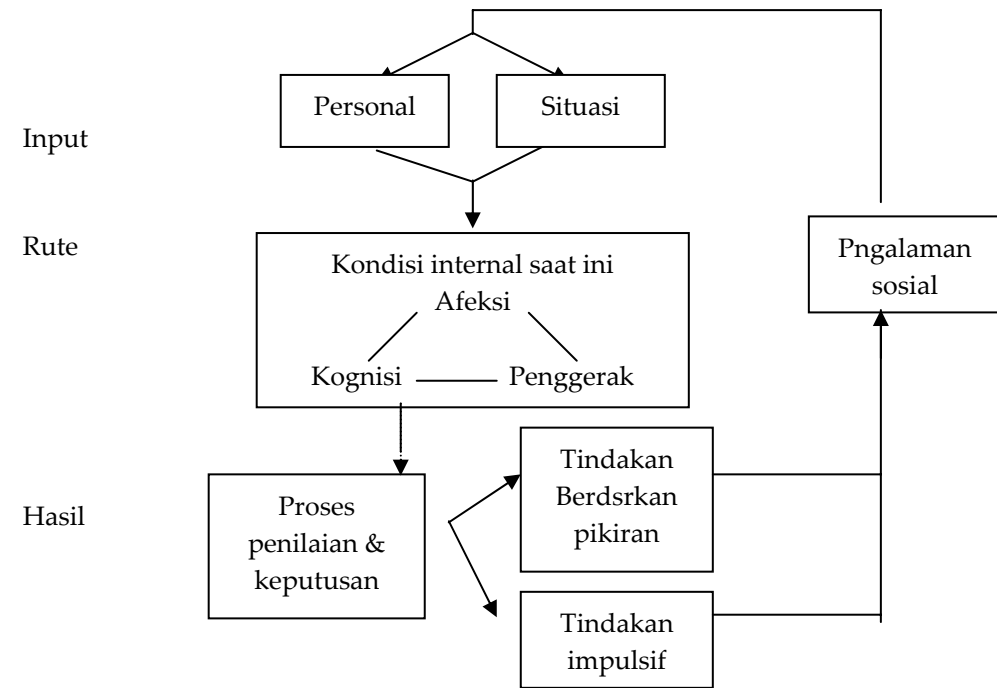 Personal
Situasi
Input
Rute
Kondisi internal saat ini
Afeksi
Kognisi
Penggerak
Pngalaman
sosial
Hasil
Proses
penilaian &
keputusan
Tindakan
Berdsrkan
pikiran
Tindakan
impulsif